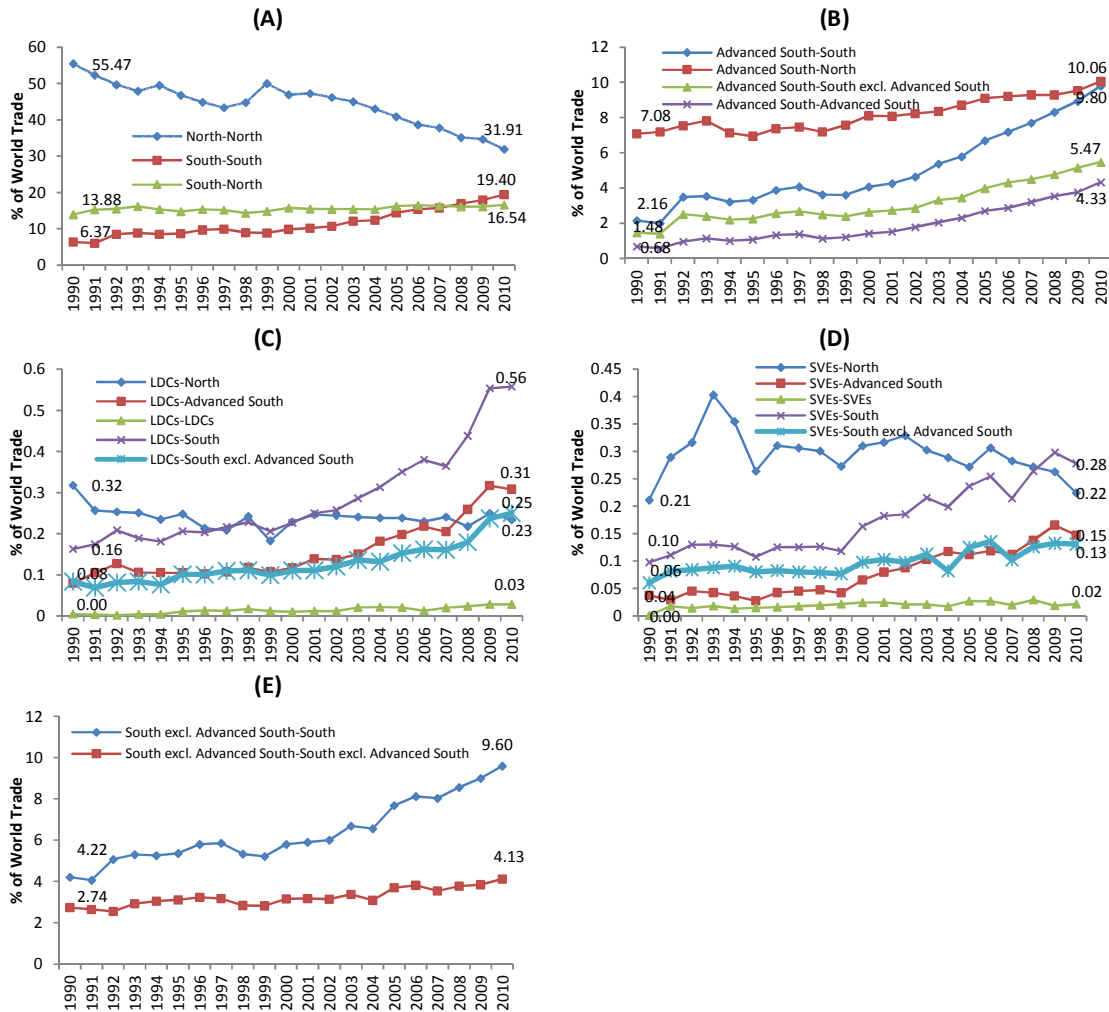 (A)
% of World Trade
60
50
40
30
20
10
0
55.47
31.91
19.40
13.88
16.54
6.37
North-North
South-South
South-North
1990 1991 1992 1993 1994 1995 1996 1997 1998 1999 2000 2001 2002 2003 2004 2005 2006 2007 2008 2009 2010
(B)
% of World Trade
12
10
8
6
4
2
0
Advanced South-South
Advanced South-North
Advanced South-South excl. Advanced South
Advanced South-Advanced South
10.06
9.80
7.08
5.47
4.33
2.16
1.48
0.68
1990 1991 1992 1993 1994 1995 1996 1997 1998 1999 2000 2001 2002 2003 2004 2005 2006 2007 2008 2009 2010
(C)
% of World Trade
0.6
0.5
0.4
0.3
0.2
0.1
0
LDCs-North
LDCs-Advanced South
LDCs-LDCs
LDCs-South
LDCs-South excl. Advanced South
0.56
0.32
0.31
0.25
0.23
0.16
0.08
0.03
0.00
1990 1991 1992 1993 1994 1995 1996 1997 1998 1999 2000 2001 2002 2003 2004 2005 2006 2007 2008 2009 2010
(D)
% of World Trade
0.45
0.4
0.35
0.3
0.25
0.2
0.15
0.1
0.05
0
SVEs-North
SVEs-Advanced South
SVEs-SVEs
SVEs-South
SVEs-South excl. Advanced South
0.28
0.22
0.21
0.15
0.13
0.10
0.06
0.04
0.02
0.00
1990 1991 1992 1993 1994 1995 1996 1997 1998 1999 2000 2001 2002 2003 2004 2005 2006 2007 2008 2009 2010
(E)
% of World Trade
12
10
8
6
4
2
0
South excl. Advanced South-South
South excl. Advanced South-South excl. Advanced South
9.60
4.22
4.13
2.74
1990 1991 1992 1993 1994 1995 1996 1997 1998 1999 2000 2001 2002 2003 2004 2005 2006 2007 2008 2009 2010